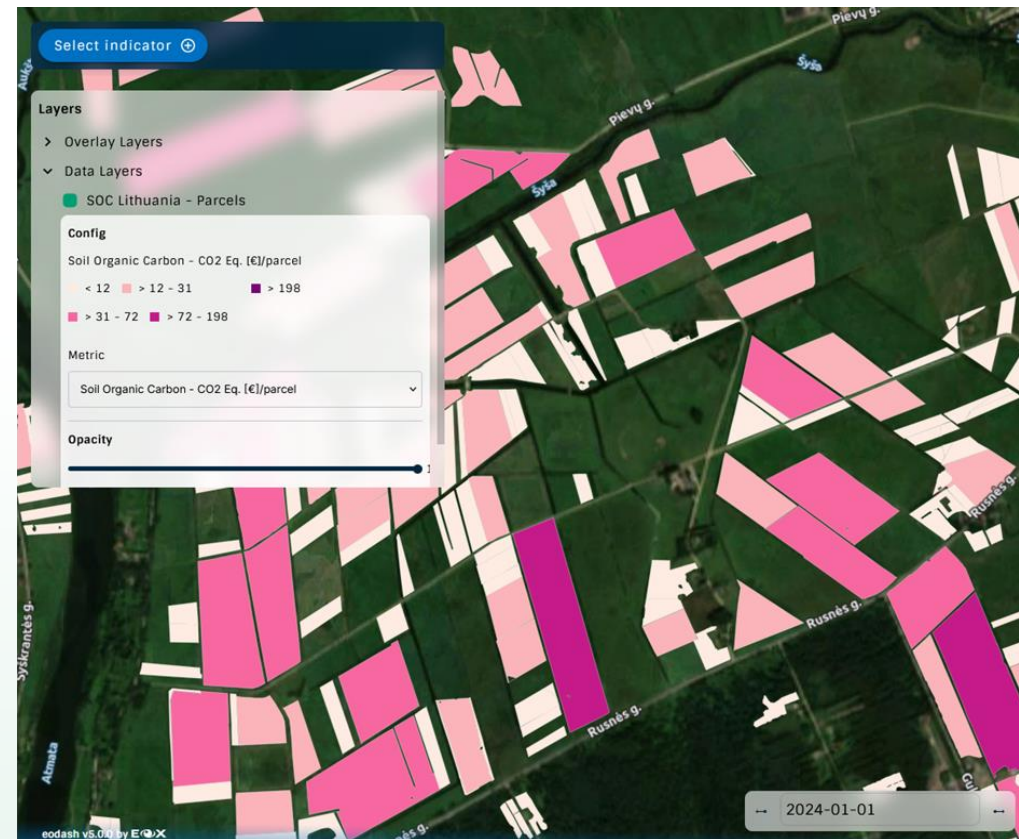 Select indicator
Layers
Overlay Layers
Data Layers
SOC Lithuania - Parcels
Config
Soil Organic Carbon - CO2 Eq. [€]/parcel
< 12 > 12 - 31 > 198
> 31 - 72 > 72 - 198
Metric
Soil Organic Carbon - CO2 Eq. [€]/parcel
Opacity
Pievų g.
Šyša
Pievų g.
Šyša
Rusnės g.
Rusnės g.
Rusnės g.
Atmata
2024-01-01
eodash v5.0.0 by EOX